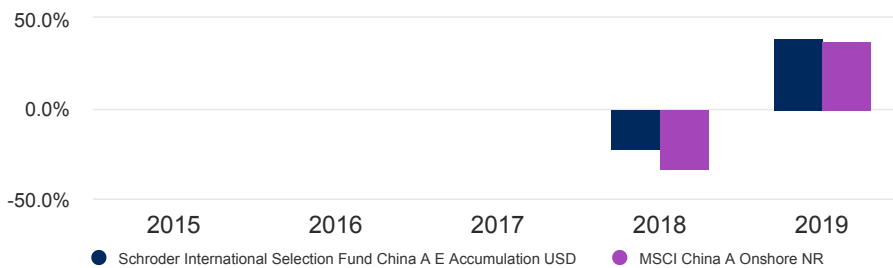 50.0%
0.0%
-50.0%
2015 2016 2017 2018 2019
Schroder International Selection Fund China A E Accumulation USD MSCI China A Onshore NR